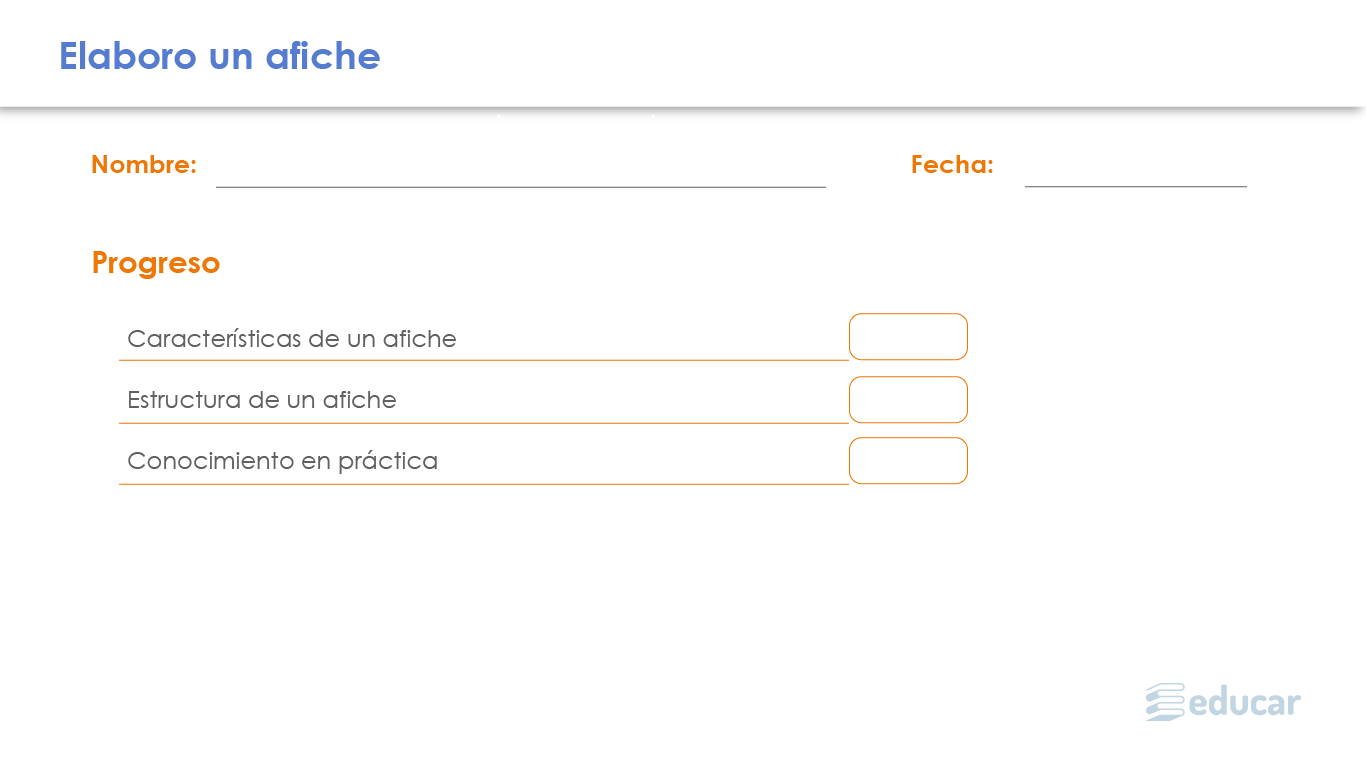 Elaboro un afiche
Nombre: Fecha:
Progreso
Características de un afiche
Estructura de un afiche
Conocimiento en práctica
educar